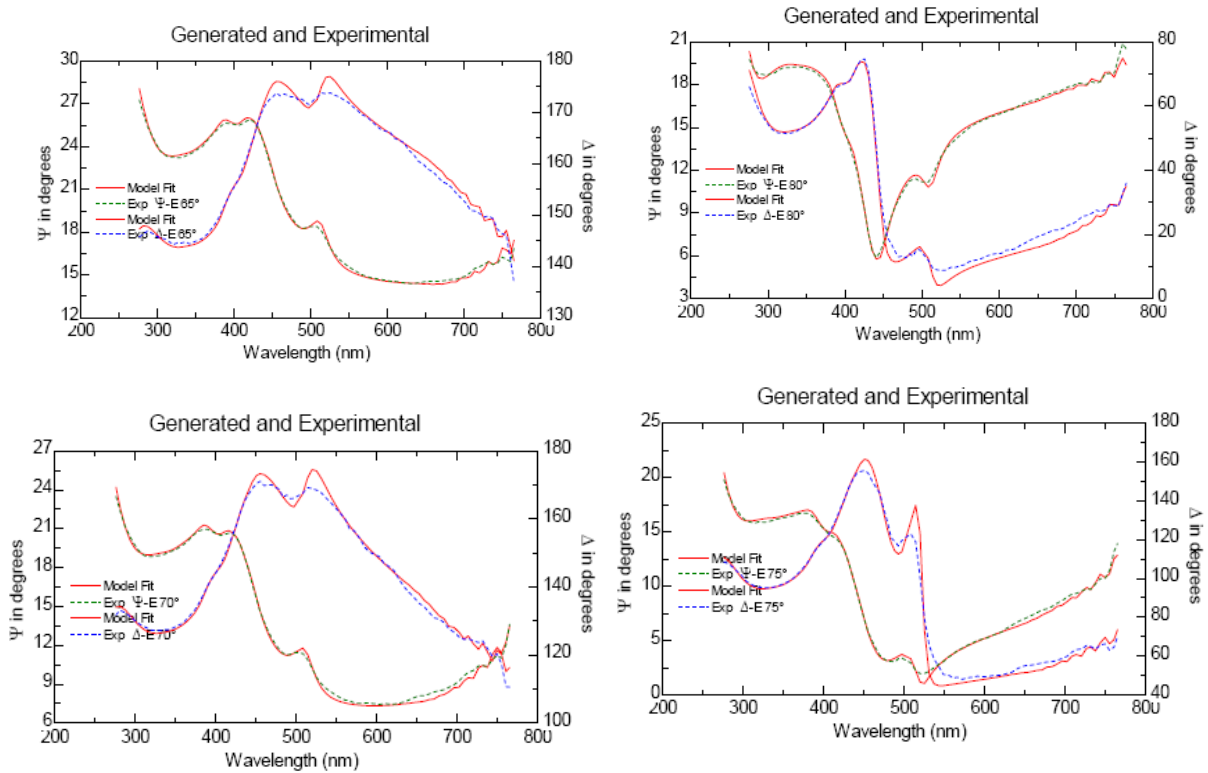 Generated and Experimental
30
27
24
21
18
15
12
Ψ in degrees
180
170
160
150
140
130
Δ in degrees
Model Fit
Exp Ψ-E 65°
Model Fit
Exp Δ-E 65°
200 300 400 500 600 700 800
Wavelength (nm)
Generated and Experimental
21
18
15
12
9
6
3
Ψ in degrees
80
60
40
20
0
Δ in degrees
Model Fit
Exp Ψ-E 80°
Model Fit
Exp Δ-E 80°
200 300 400 500 600 700 800
Wavelength (nm)
Generated and Experimental
27
24
21
18
15
12
9
6
Ψ in degrees
180
160
140
120
100
Δ in degrees
Model Fit
Exp Ψ-E 70°
Model Fit
Exp Δ-E 70°
200 300 400 500 600 700 800
Wavelength (nm)
Generated and Experimental
25
20
15
10
5
0
Ψ in degrees
180
160
140
120
100
80
60
40
Δ in degrees
Model Fit
Exp Ψ-E 75°
Model Fit
Exp Δ-E 75°
200 300 400 500 600 700 800
Wavelength (nm)